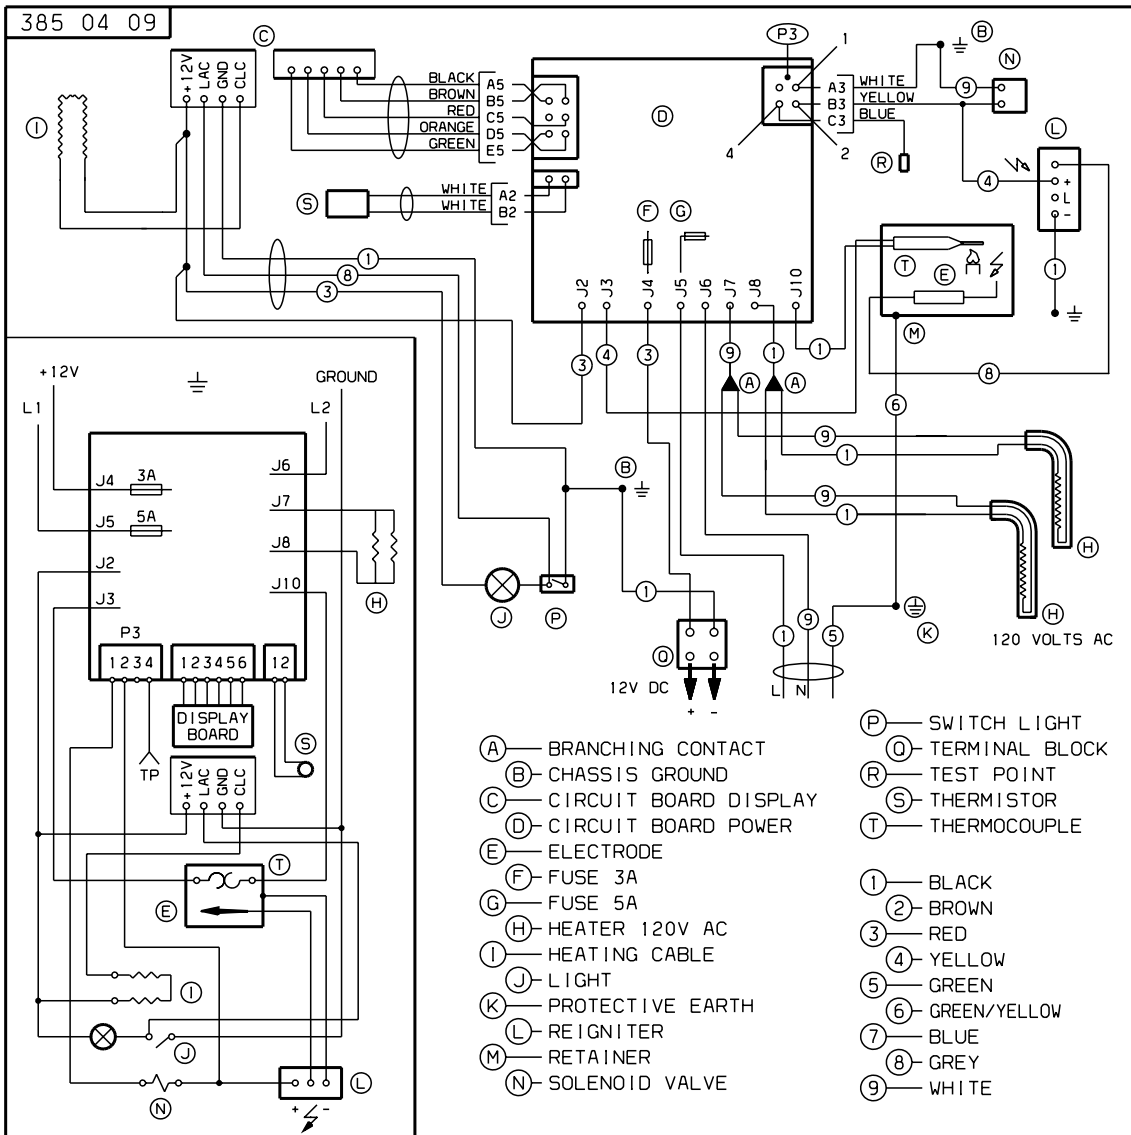 385 04 09
+12V LAC GND CLC
C
BLACK A5
BROWN B5
RED C5
ORANGE D5
GREEN E5
WHITE A2
WHITE B2
I
S
D
P3
1
4
2
A3 WHITE
B3 YELLOW
C3 BLUE
B
N
9
R
L
4
+
L
-
1
F
G
J2 J3 J4 J5 J6 J7 J8 J10
T
E
M
1
8
3
3
4
3
9
1
1
A
A
8
6
9
1
9
1
B
H
H
120 VOLTS AC
J
P
1
Q
12V DC
+ -
1
9
5
K
L N
+12V
GROUND
L1
L2
J4 3A
J5 5A
J2
J3
J6
J7
J8
J10
H
P3
1234
123456
12
DISPLAY
BOARD
TP
S
+12V LAC GND CLC
T
E
I
J
N
L
+ -
A BRANCHING CONTACT
B CHASSIS GROUND
C CIRCUIT BOARD DISPLAY
D CIRCUIT BOARD POWER
E ELECTRODE
F FUSE 3A
G FUSE 5A
H HEATER 120V AC
I HEATING CABLE
J LIGHT
K PROTECTIVE EARTH
L REIGNITER
M RETAINER
N SOLENOID VALVE
P SWITCH LIGHT
Q TERMINAL BLOCK
R TEST POINT
S THERMISTOR
T THERMOCOUPLE
1 BLACK
2 BROWN
3 RED
4 YELLOW
5 GREEN
6 GREEN/YELLOW
7 BLUE
8 GREY
9 WHITE